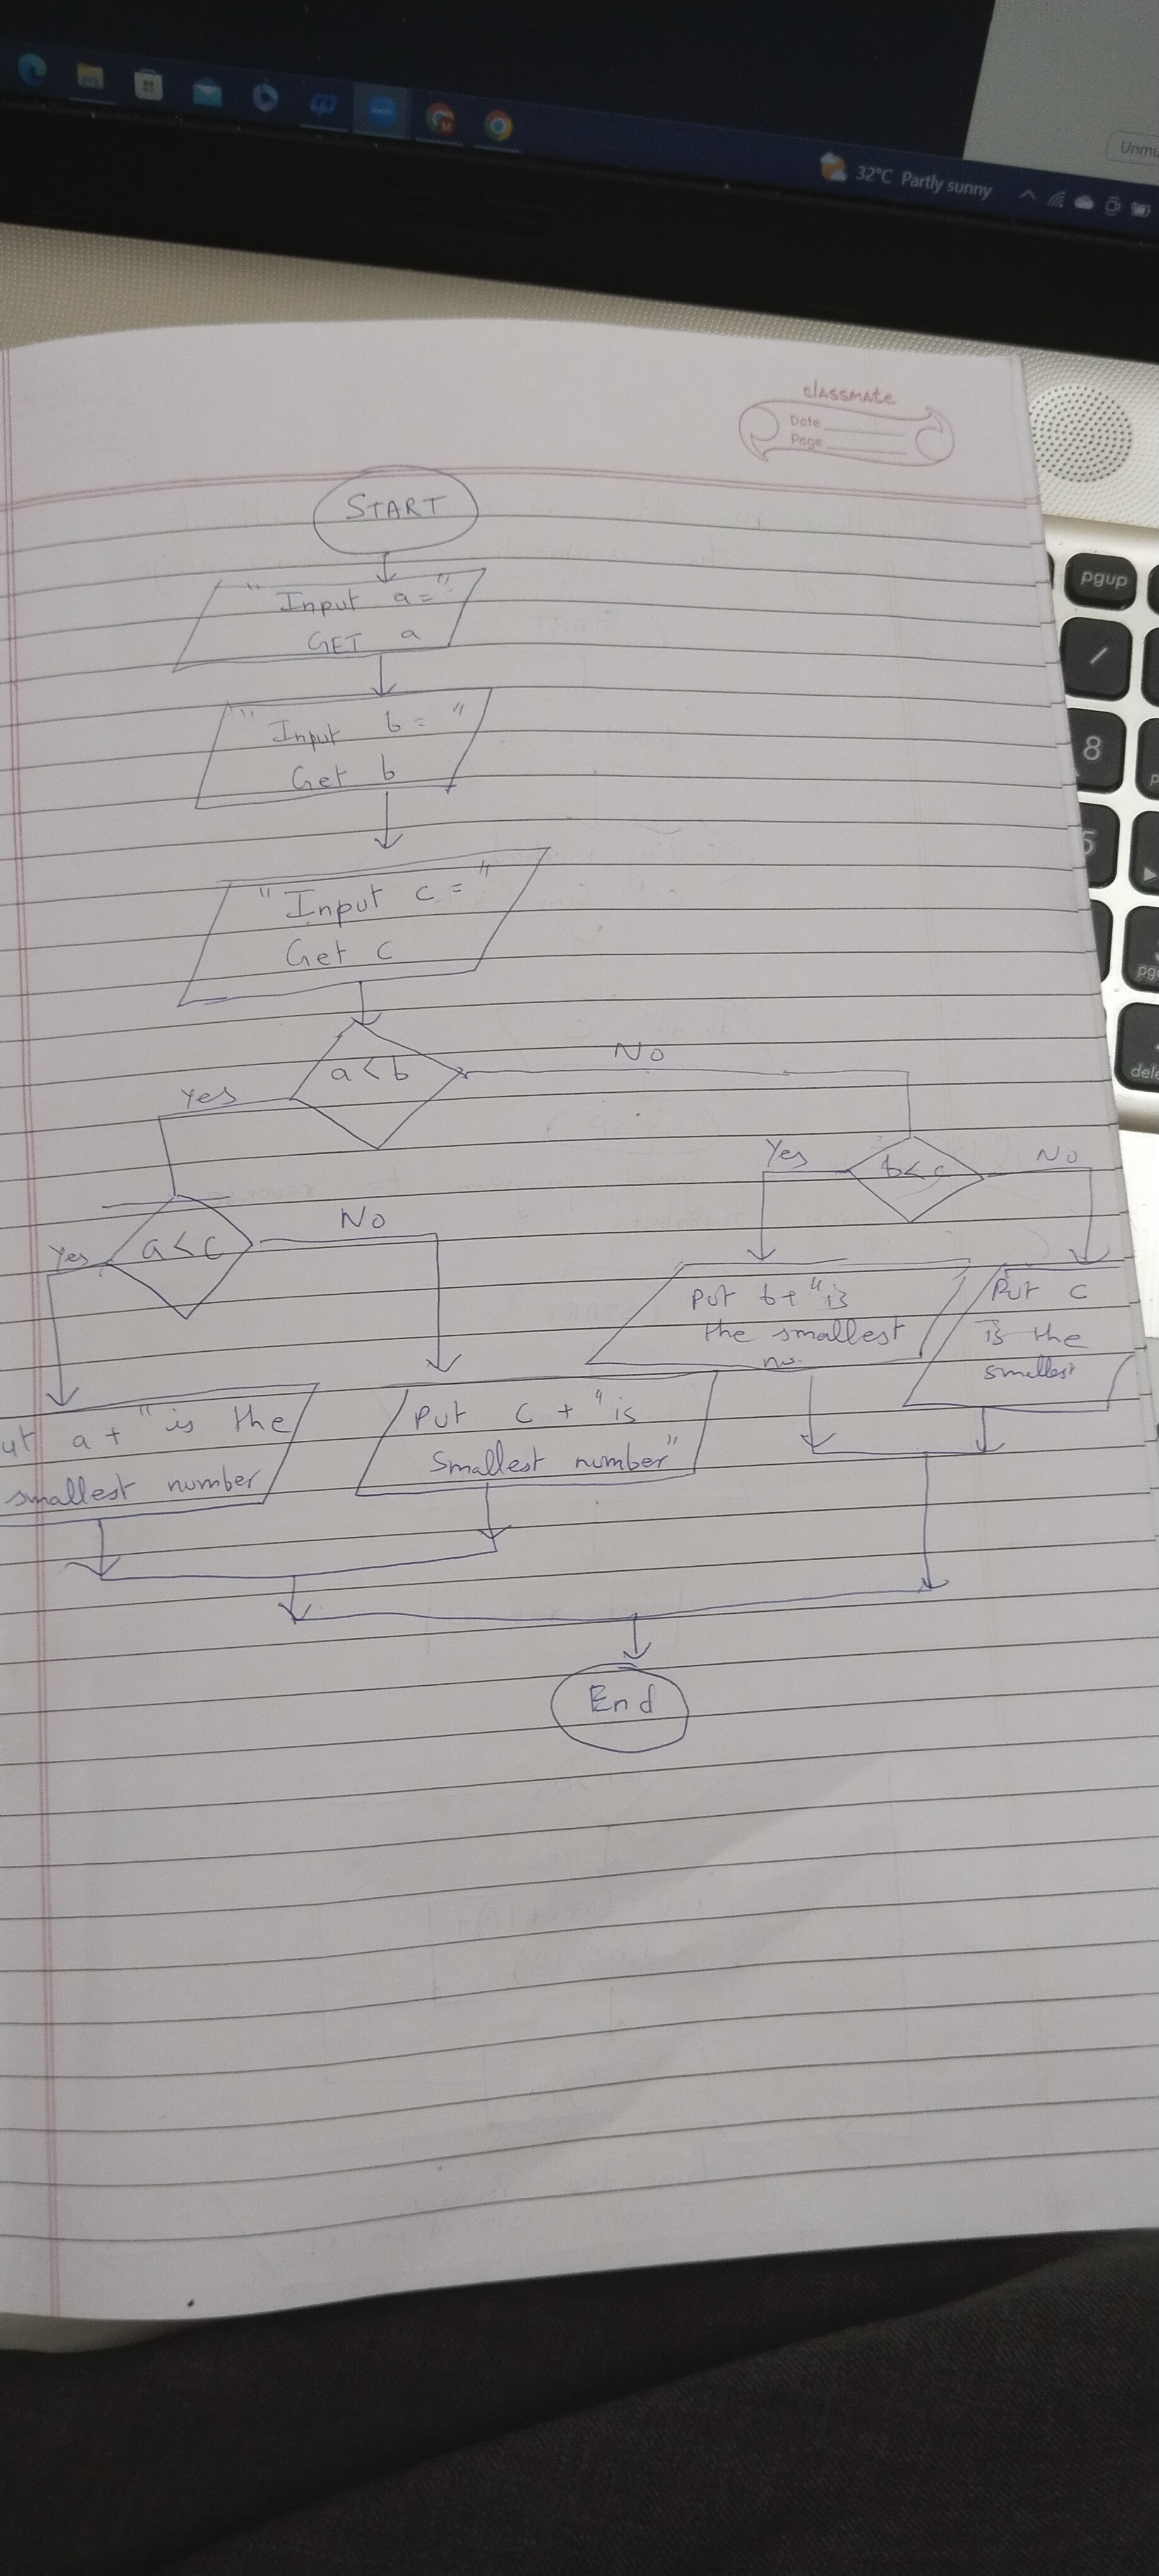 Unmu
32°C Partly sunny
classmate
Date
Page
pgup
/
8
5
START
"Input a="
GET a
"Input b = "
Get b
"Input c = "
Get c
a < b
No
Yes
b < c
Yes
No
a < c
Yes
No
Put b + "is
the smallest
no.
Put c
is the
smallest
ut a + " is the
smallest number
Put c + "is
Smallest number"
End
dele